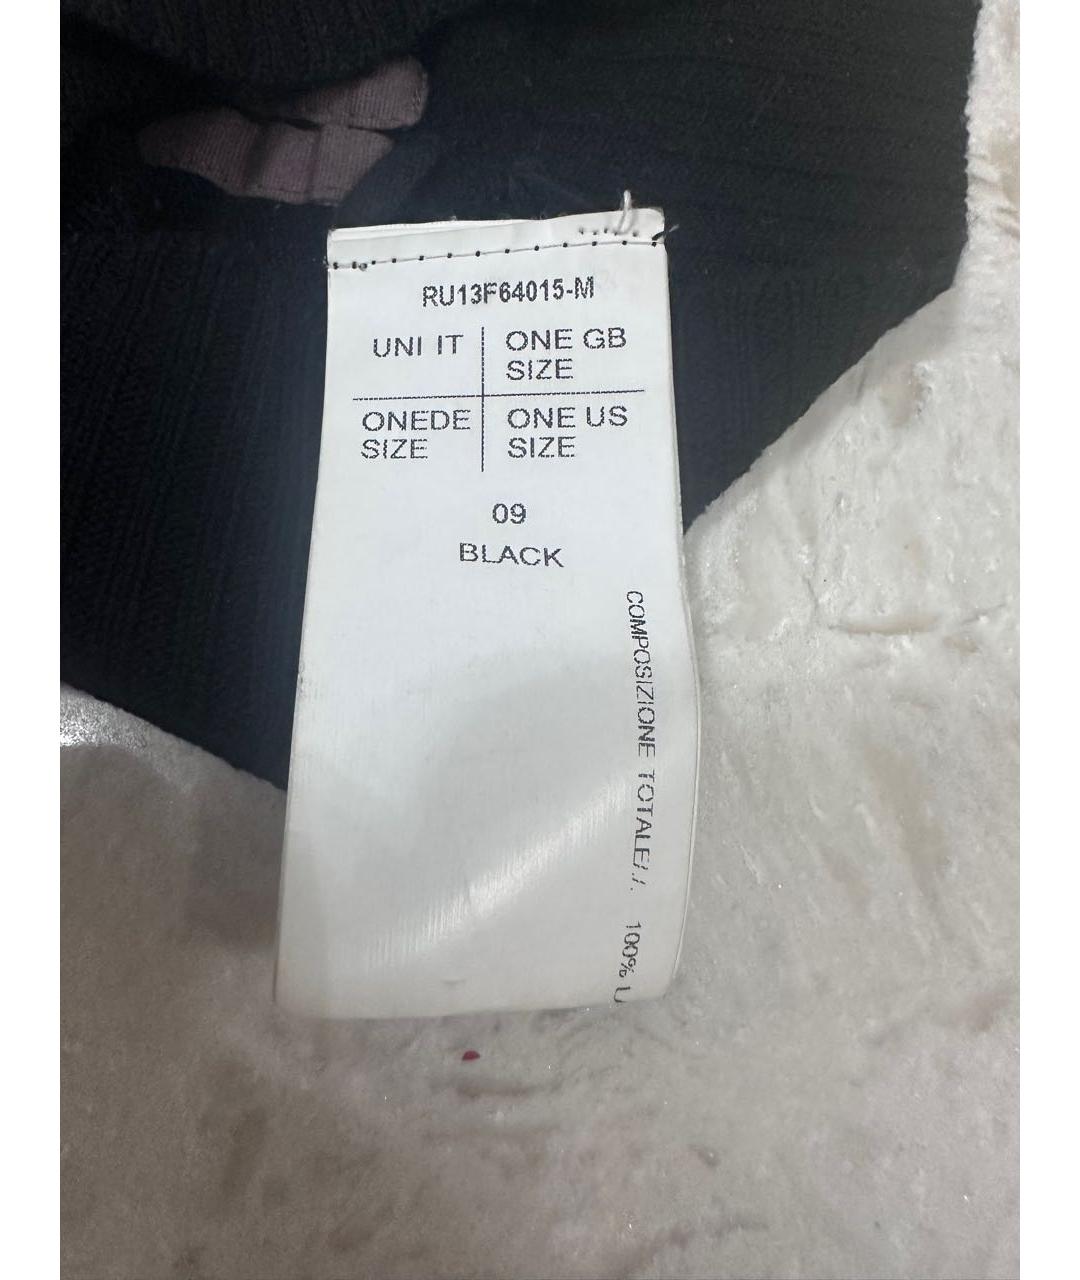 RU13F64015-M
UNI IT
ONE GB
SIZE
ONEDE
SIZE
ONE US
SIZE
09
BLACK
COMPOSIZIONE TOTALE/.
100%